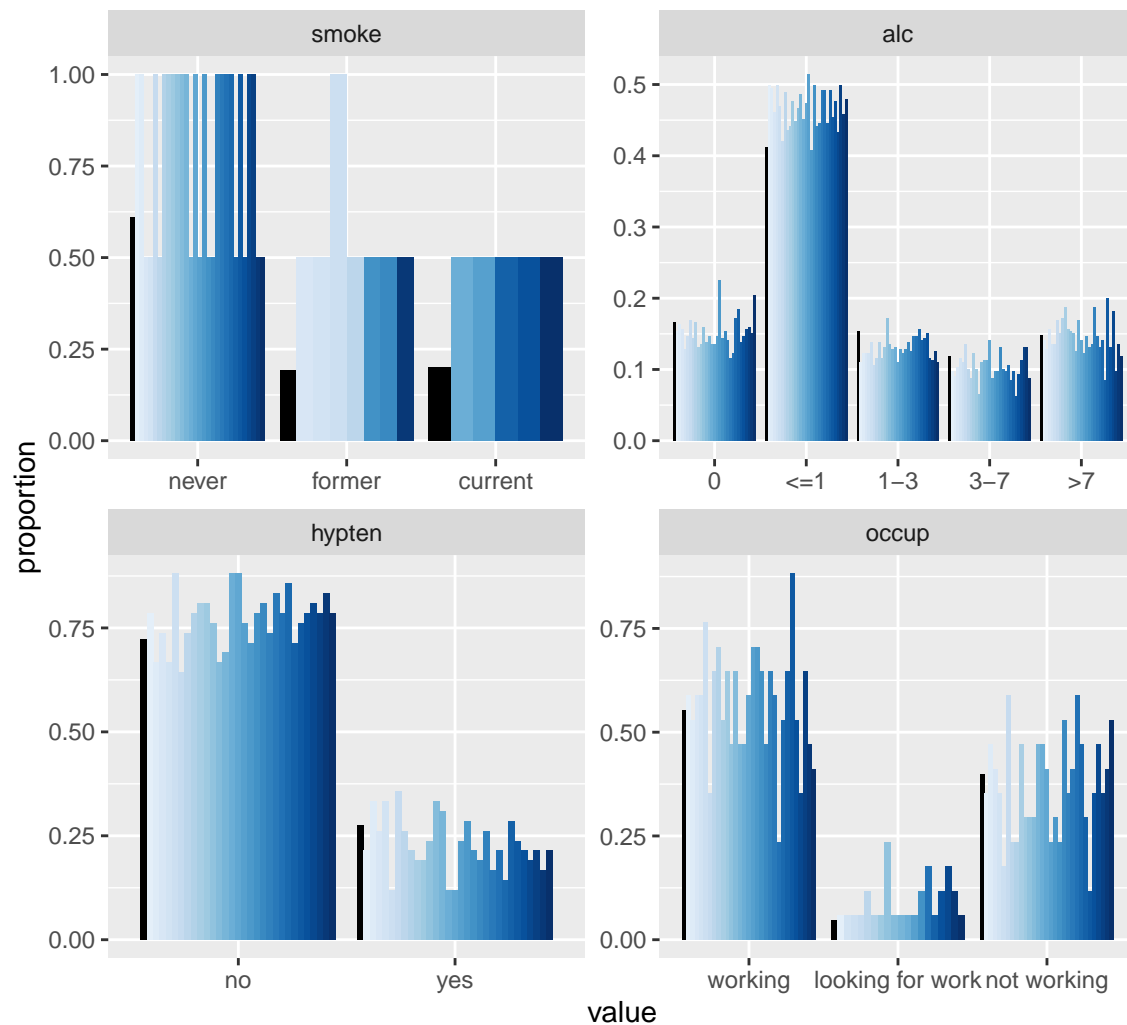 smoke
alc
1.00
0.75
0.50
0.25
0.00
0.5
0.4
0.3
0.2
0.1
0.0
never former current
0 <=1 1−3 3−7 >7
proportion
hypten
occup
0.75
0.50
0.25
0.00
0.75
0.50
0.25
0.00
no yes
working looking for work not working
value